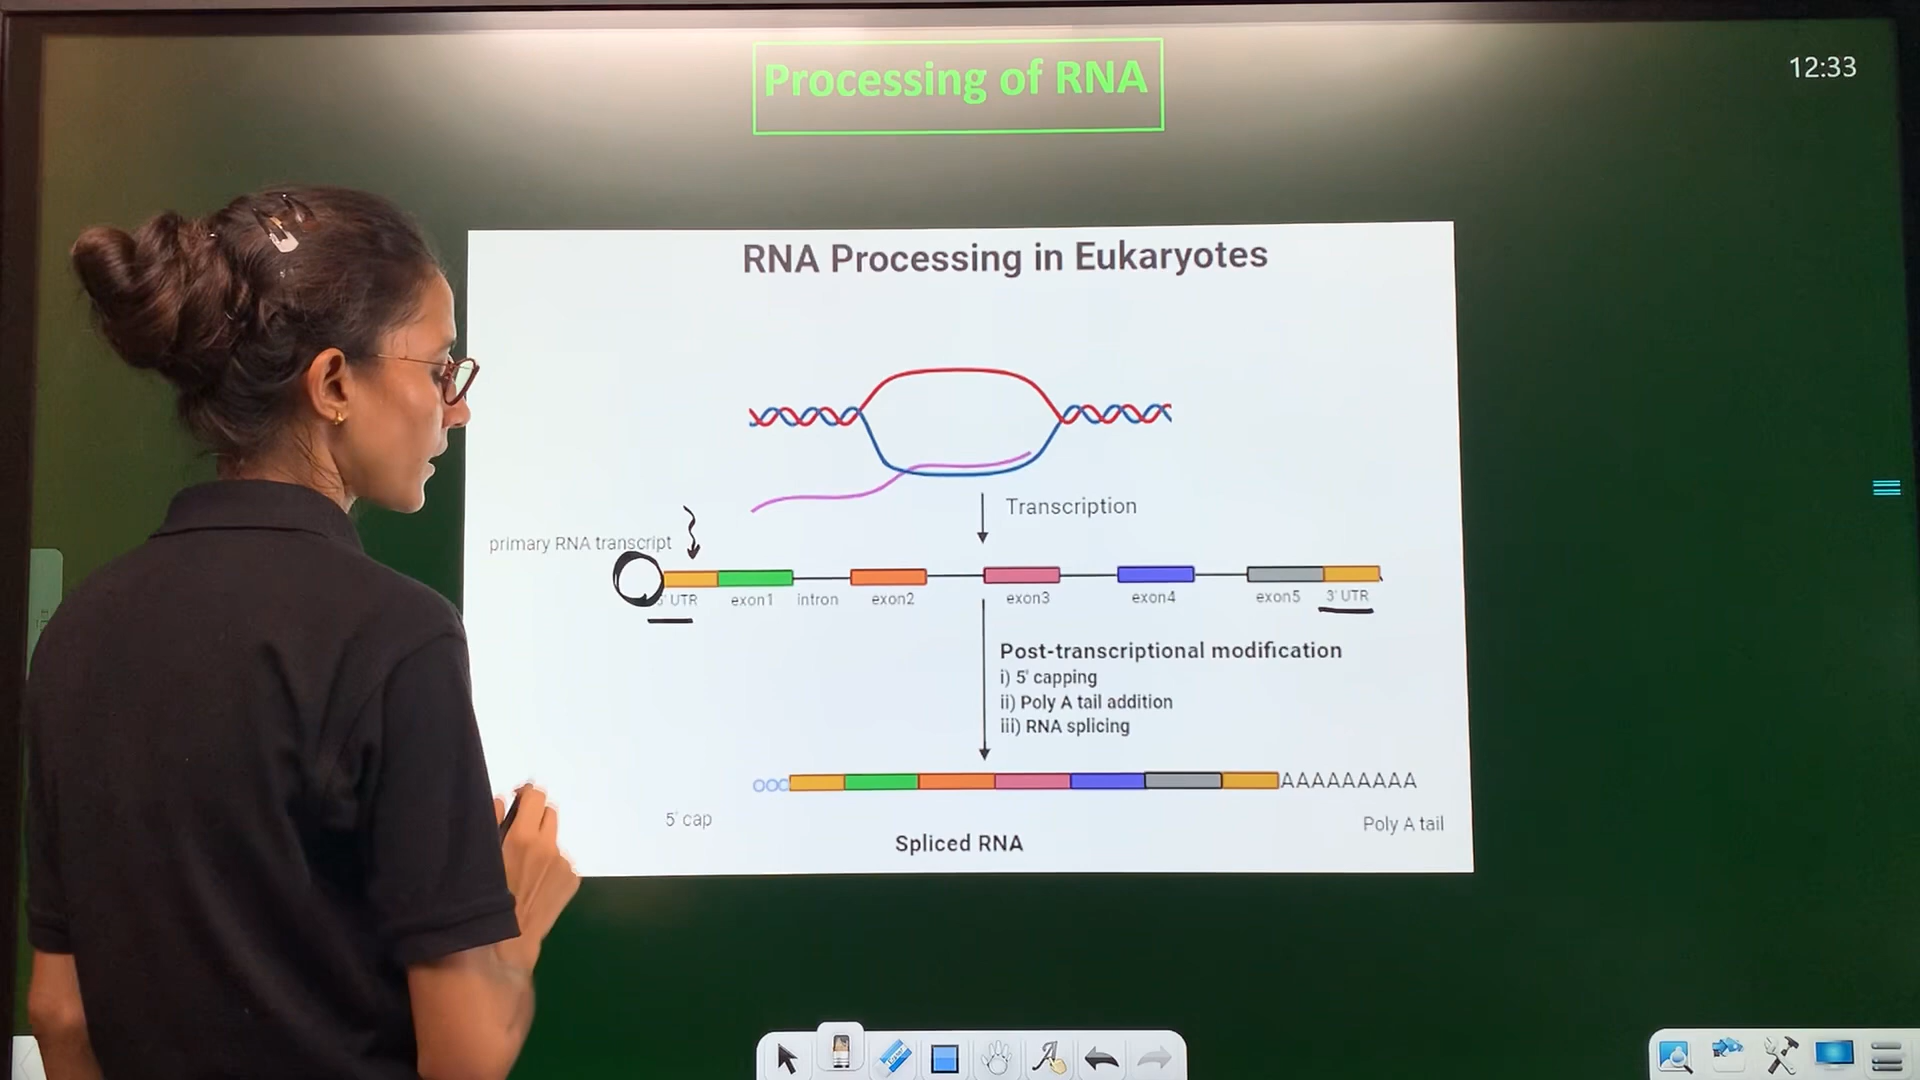 Processing of RNA
12:33
RNA Processing in Eukaryotes
Transcription
primary RNA transcript
5' UTR exon1 intron exon2 exon3 exon4 exon5 3' UTR
Post-transcriptional modification
i) 5' capping
ii) Poly A tail addition
iii) RNA splicing
AAAAAAAAA
5' cap
Poly A tail
Spliced RNA